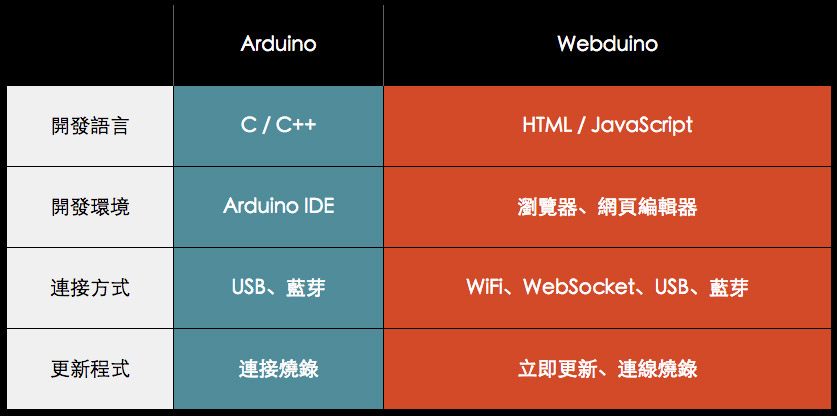 Arduino Webduino
開發語言 C / C++ HTML / JavaScript
開發環境 Arduino IDE 瀏覽器、網頁編輯器
連接方式 USB、藍芽 WiFi、WebSocket、USB、藍芽
更新程式 連接燒錄 立即更新、連線燒錄